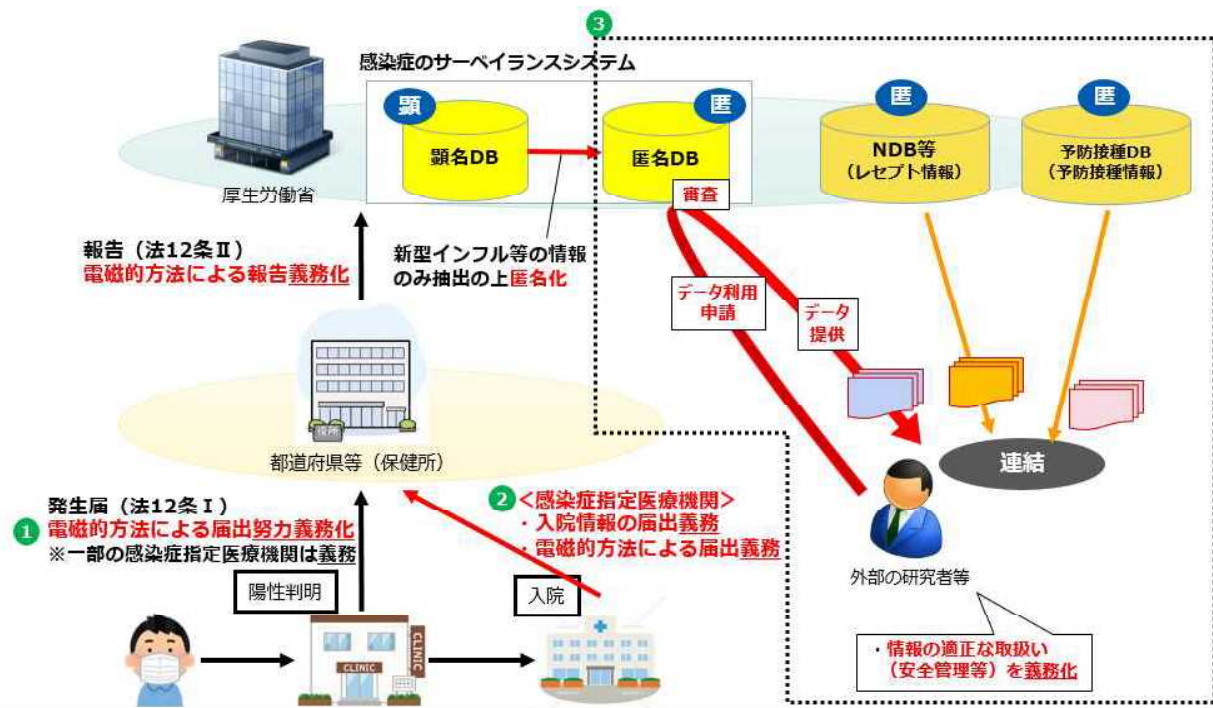 ③
感染症のサーベイランスシステム
顕
匿
匿
匿
顕名DB
匿名DB
NDB等
(レセプト情報)
予防接種DB
(予防接種情報)
厚生労働省
審査
報告(法12条Ⅱ)
電磁的方法による報告義務化
新型インフル等の情報
のみ抽出の上匿名化
データ利用
申請
データ
提供
都道府県等(保健所)
連結
発生届(法12条Ⅰ)
① 電磁的方法による届出努力義務化
※一部の感染症指定医療機関は義務
② <感染症指定医療機関>
・入院情報の届出義務
・電磁的方法による届出義務
外部の研究者等
陽性判明
入院
・情報の適正な取扱い
(安全管理等)を義務化
CLINIC
CLINIC